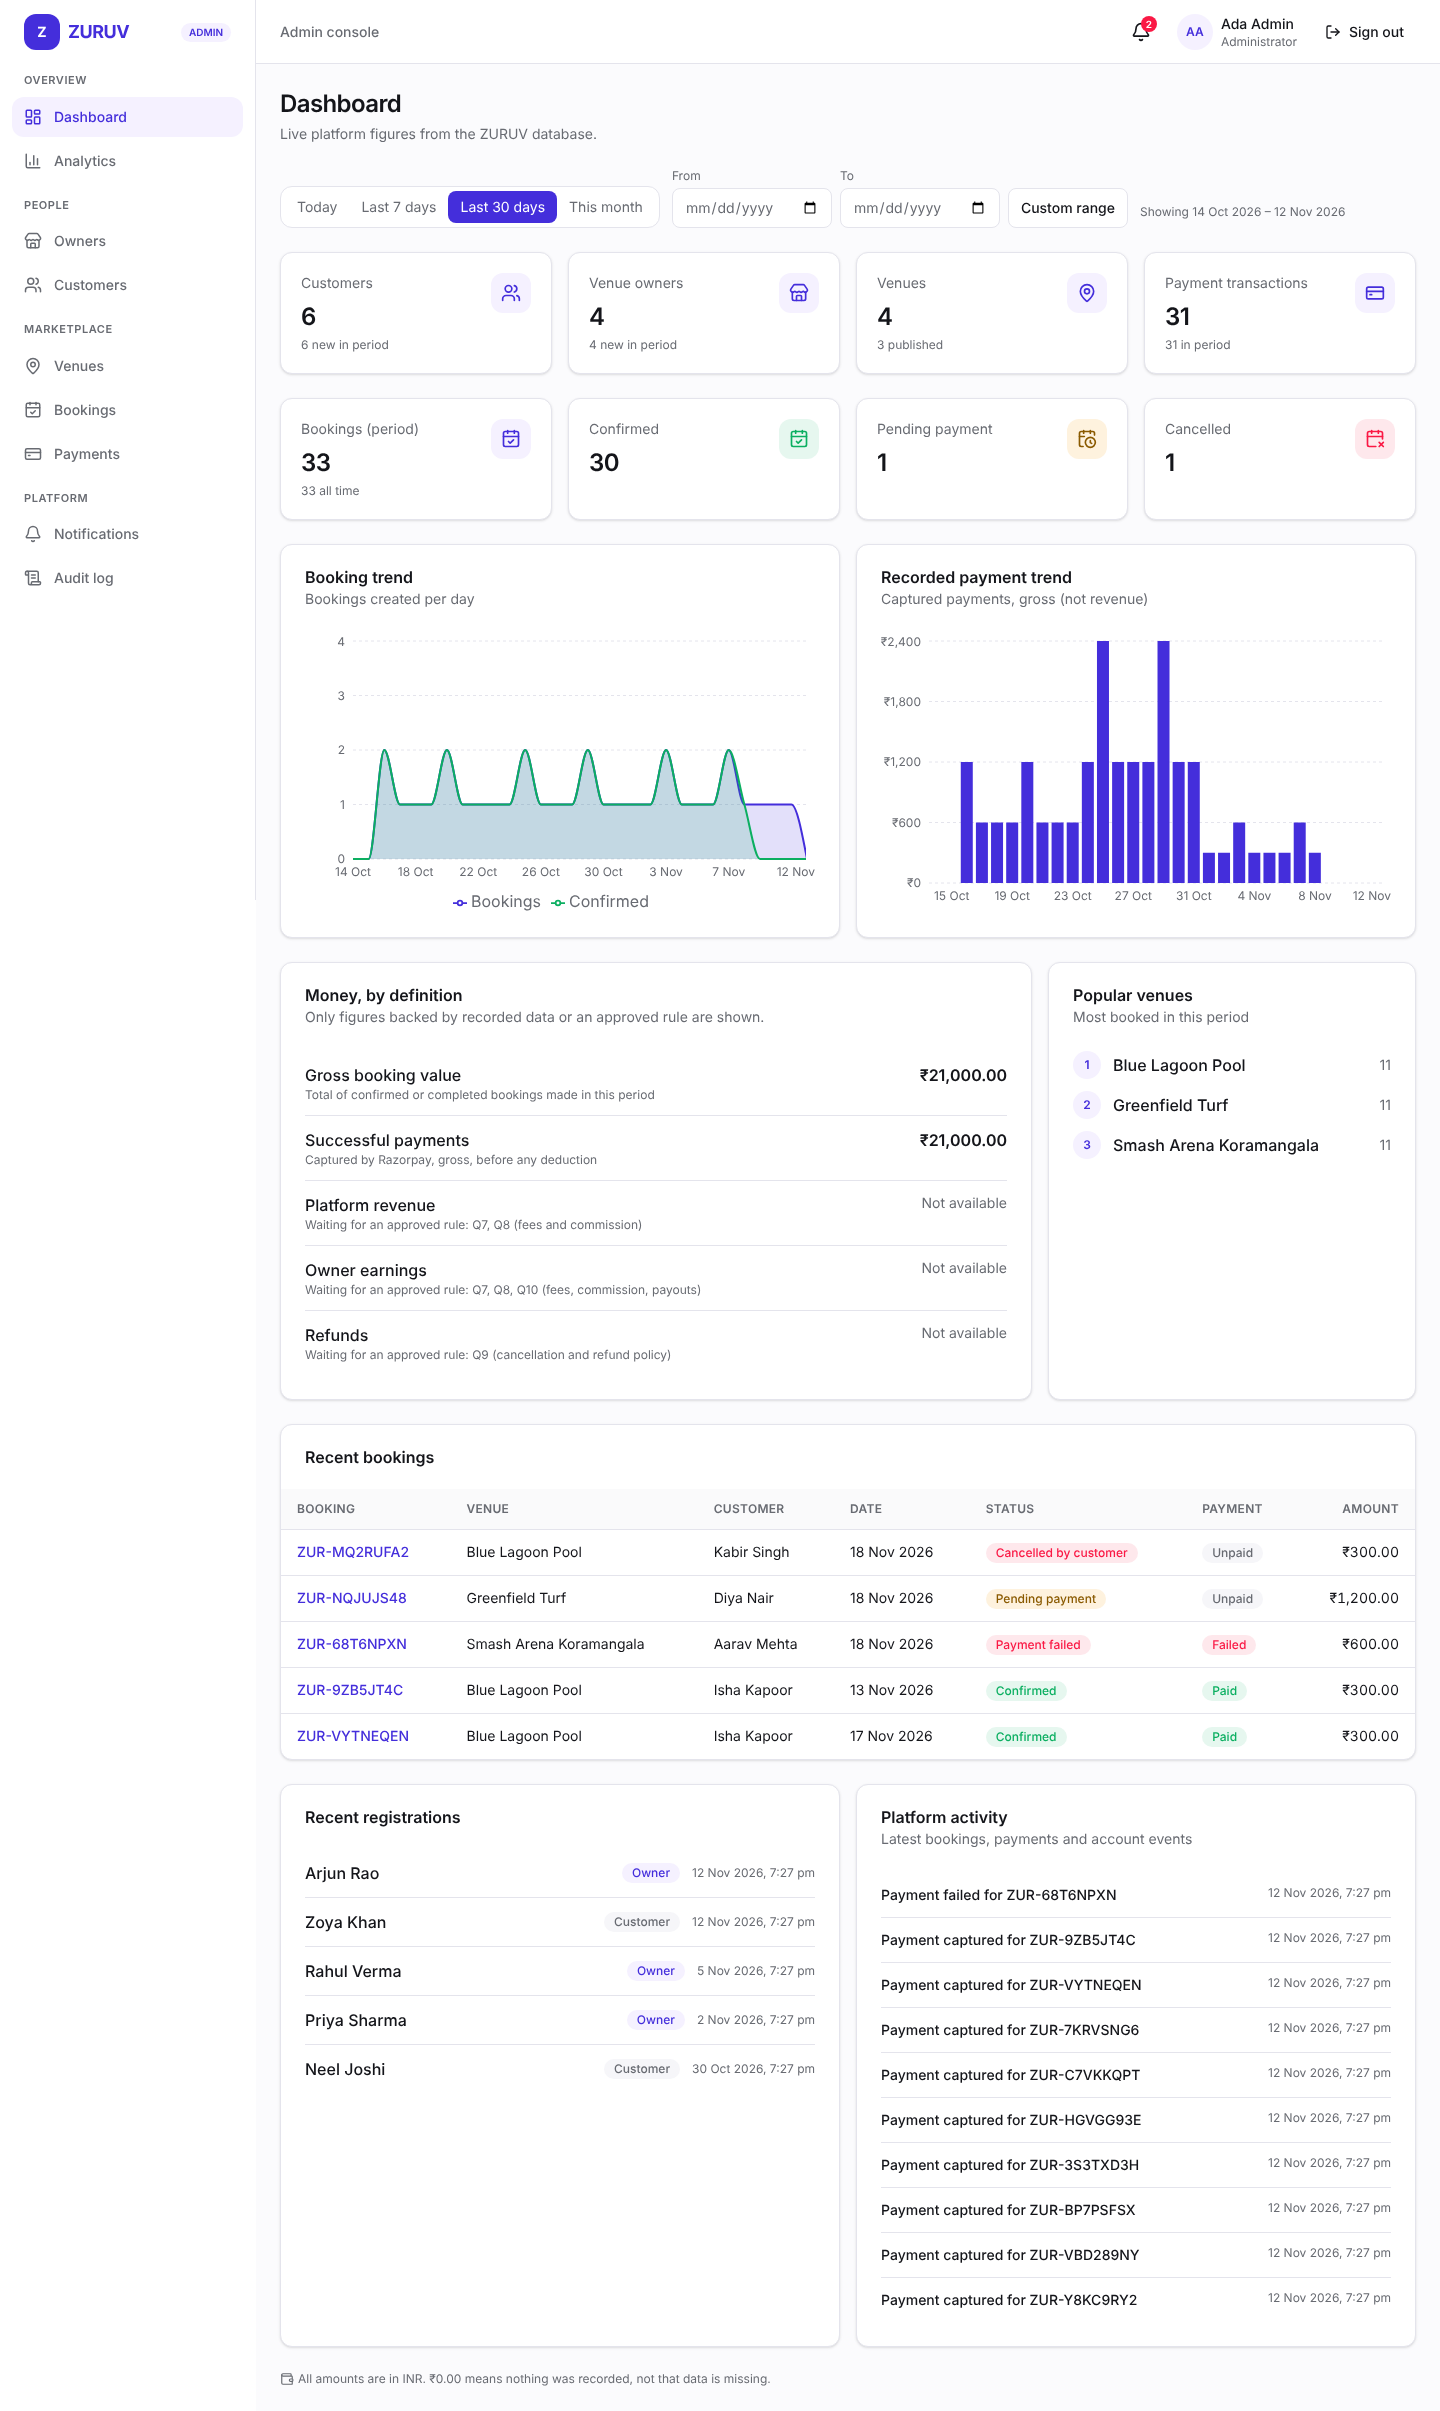 Z ZURUV ADMIN
OVERVIEW
Dashboard
Analytics
PEOPLE
Owners
Customers
MARKETPLACE
Venues
Bookings
Payments
PLATFORM
Notifications
Audit log
Admin console
2
AA
Ada Admin
Administrator
Sign out
Dashboard
Live platform figures from the ZURUV database.
Today Last 7 days Last 30 days This month
From
mm/dd/yyyy
To
mm/dd/yyyy
Custom range
Showing 14 Oct 2026 – 12 Nov 2026
Customers
6
6 new in period
Venue owners
4
4 new in period
Venues
4
3 published
Payment transactions
31
31 in period
Bookings (period)
33
33 all time
Confirmed
30
Pending payment
1
Cancelled
1
Booking trend
Bookings created per day
4
3
2
1
0
14 Oct 18 Oct 22 Oct 26 Oct 30 Oct 3 Nov 7 Nov 12 Nov
Bookings Confirmed
Recorded payment trend
Captured payments, gross (not revenue)
₹2,400
₹1,800
₹1,200
₹600
₹0
15 Oct 19 Oct 23 Oct 27 Oct 31 Oct 4 Nov 8 Nov 12 Nov
Money, by definition
Only figures backed by recorded data or an approved rule are shown.
Gross booking value ₹21,000.00
Total of confirmed or completed bookings made in this period
Successful payments ₹21,000.00
Captured by Razorpay, gross, before any deduction
Platform revenue Not available
Waiting for an approved rule: Q7, Q8 (fees and commission)
Owner earnings Not available
Waiting for an approved rule: Q7, Q8, Q10 (fees, commission, payouts)
Refunds Not available
Waiting for an approved rule: Q9 (cancellation and refund policy)
Popular venues
Most booked in this period
1 Blue Lagoon Pool 11
2 Greenfield Turf 11
3 Smash Arena Koramangala 11
Recent bookings
BOOKING VENUE CUSTOMER DATE STATUS PAYMENT AMOUNT
ZUR-MQ2RUFA2 Blue Lagoon Pool Kabir Singh 18 Nov 2026 Cancelled by customer Unpaid ₹300.00
ZUR-NQJUJS48 Greenfield Turf Diya Nair 18 Nov 2026 Pending payment Unpaid ₹1,200.00
ZUR-68T6NPXN Smash Arena Koramangala Aarav Mehta 18 Nov 2026 Payment failed Failed ₹600.00
ZUR-9ZB5JT4C Blue Lagoon Pool Isha Kapoor 13 Nov 2026 Confirmed Paid ₹300.00
ZUR-VYTNEQEN Blue Lagoon Pool Isha Kapoor 17 Nov 2026 Confirmed Paid ₹300.00
Recent registrations
Arjun Rao Owner 12 Nov 2026, 7:27 pm
Zoya Khan Customer 12 Nov 2026, 7:27 pm
Rahul Verma Owner 5 Nov 2026, 7:27 pm
Priya Sharma Owner 2 Nov 2026, 7:27 pm
Neel Joshi Customer 30 Oct 2026, 7:27 pm
Platform activity
Latest bookings, payments and account events
Payment failed for ZUR-68T6NPXN 12 Nov 2026, 7:27 pm
Payment captured for ZUR-9ZB5JT4C 12 Nov 2026, 7:27 pm
Payment captured for ZUR-VYTNEQEN 12 Nov 2026, 7:27 pm
Payment captured for ZUR-7KRVSNG6 12 Nov 2026, 7:27 pm
Payment captured for ZUR-C7VKKQPT 12 Nov 2026, 7:27 pm
Payment captured for ZUR-HGVGG93E 12 Nov 2026, 7:27 pm
Payment captured for ZUR-3S3TXD3H 12 Nov 2026, 7:27 pm
Payment captured for ZUR-BP7PSFSX 12 Nov 2026, 7:27 pm
Payment captured for ZUR-VBD289NY 12 Nov 2026, 7:27 pm
Payment captured for ZUR-Y8KC9RY2 12 Nov 2026, 7:27 pm
All amounts are in INR. ₹0.00 means nothing was recorded, not that data is missing.